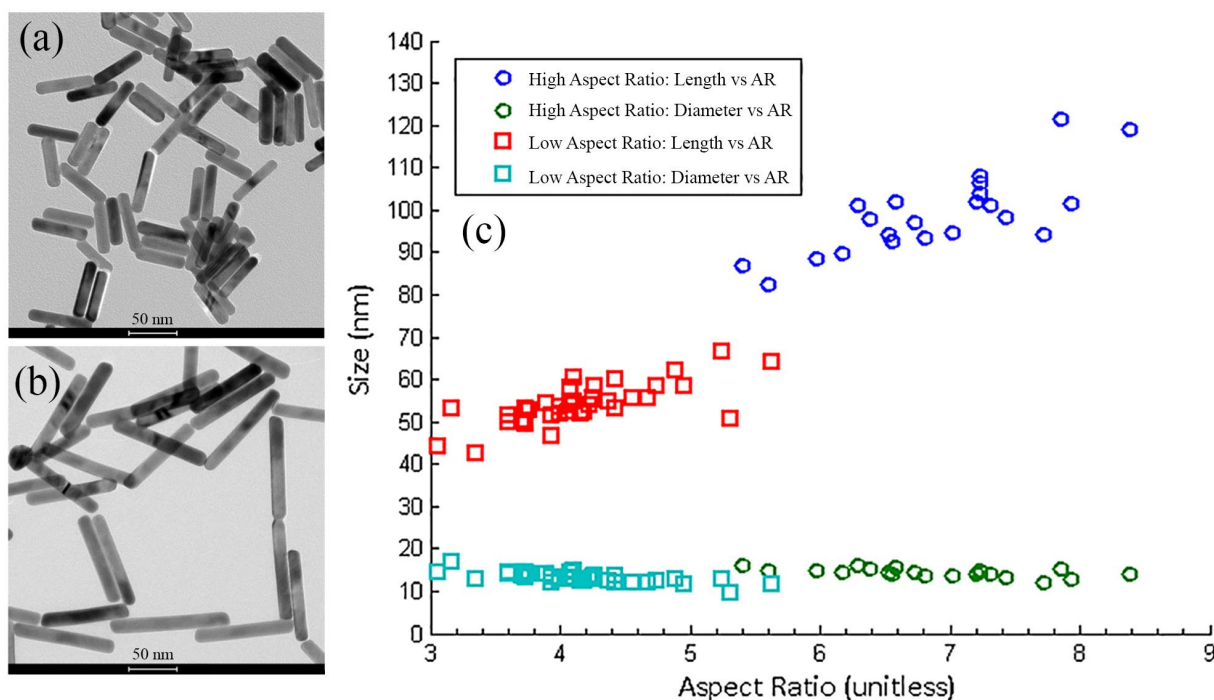 (a)
50 nm
(b)
50 nm
(c)
High Aspect Ratio: Length vs AR
High Aspect Ratio: Diameter vs AR
Low Aspect Ratio: Length vs AR
Low Aspect Ratio: Diameter vs AR
140
130
120
110
100
90
80
70
60
50
40
30
20
10
0
Size (nm)
3 4 5 6 7 8 9
Aspect Ratio (unitless)